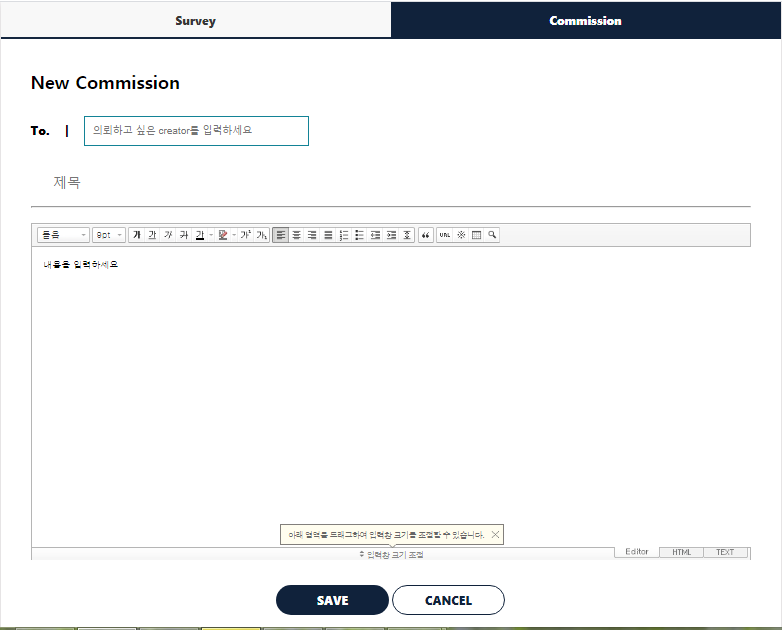 Survey Commission
New Commission
To. | 의뢰하고 싶은 creator를 입력하세요
제목
돋움 9pt 가 가 가 가 가 가² 가₁ “ URL ※
내용을 입력하세요
아래 영역을 드래그하여 입력창 크기를 조절할 수 있습니다.
입력창 크기 조절 Editor HTML TEXT
SAVE CANCEL